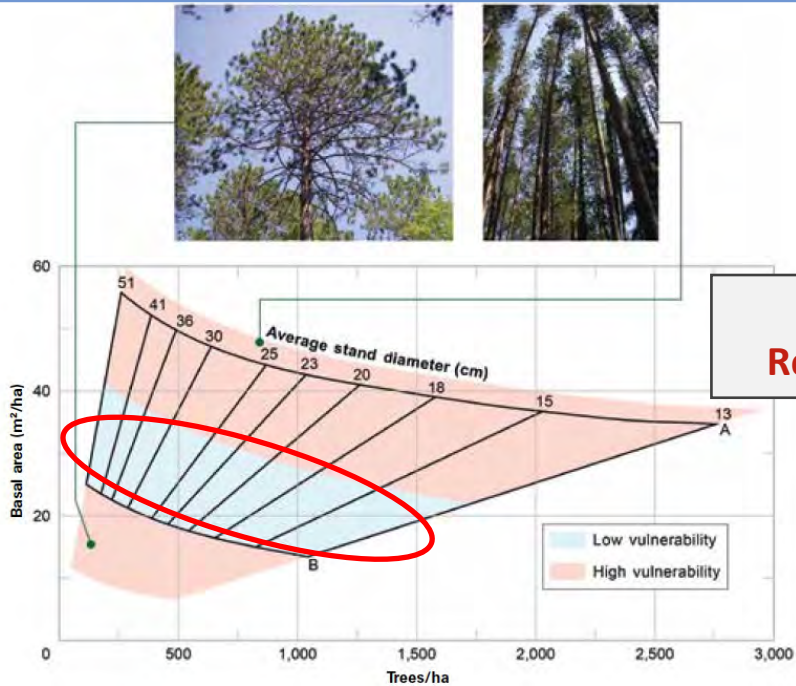 60
40
20
0
Basal area (m²/ha)
51
41
36
30
25
23
20
18
15
13
Average stand diameter (cm)
A
B
Low vulnerability
High vulnerability
500
1,000
1,500
2,000
2,500
3,000
Trees/ha